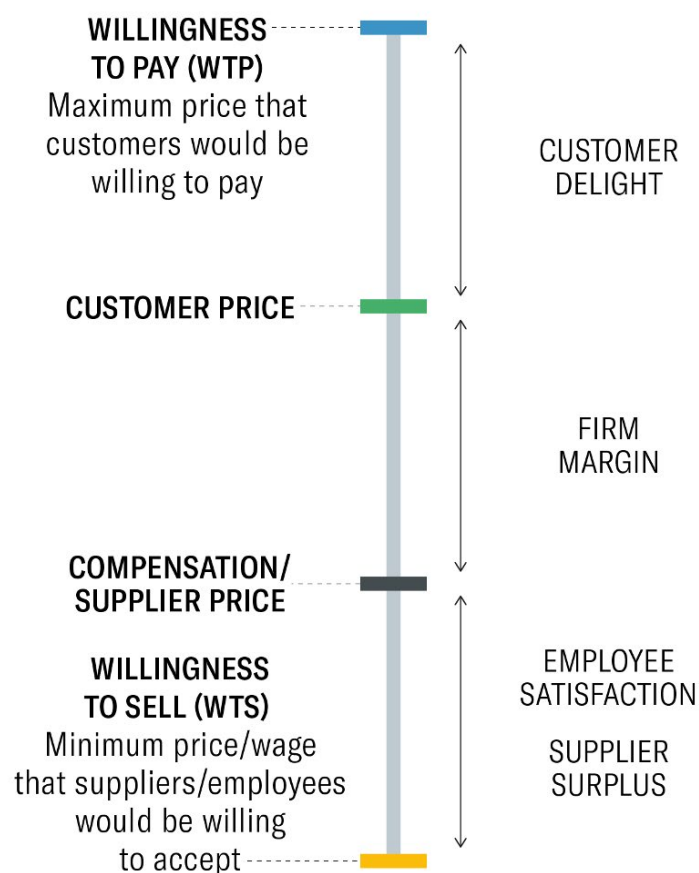 WILLINGNESS
TO PAY (WTP)
Maximum price that
customers would be
willing to pay
CUSTOMER
DELIGHT
CUSTOMER PRICE
FIRM
MARGIN
COMPENSATION/
SUPPLIER PRICE
WILLINGNESS
TO SELL (WTS)
Minimum price/wage
that suppliers/employees
would be willing
to accept
EMPLOYEE
SATISFACTION
SUPPLIER
SURPLUS